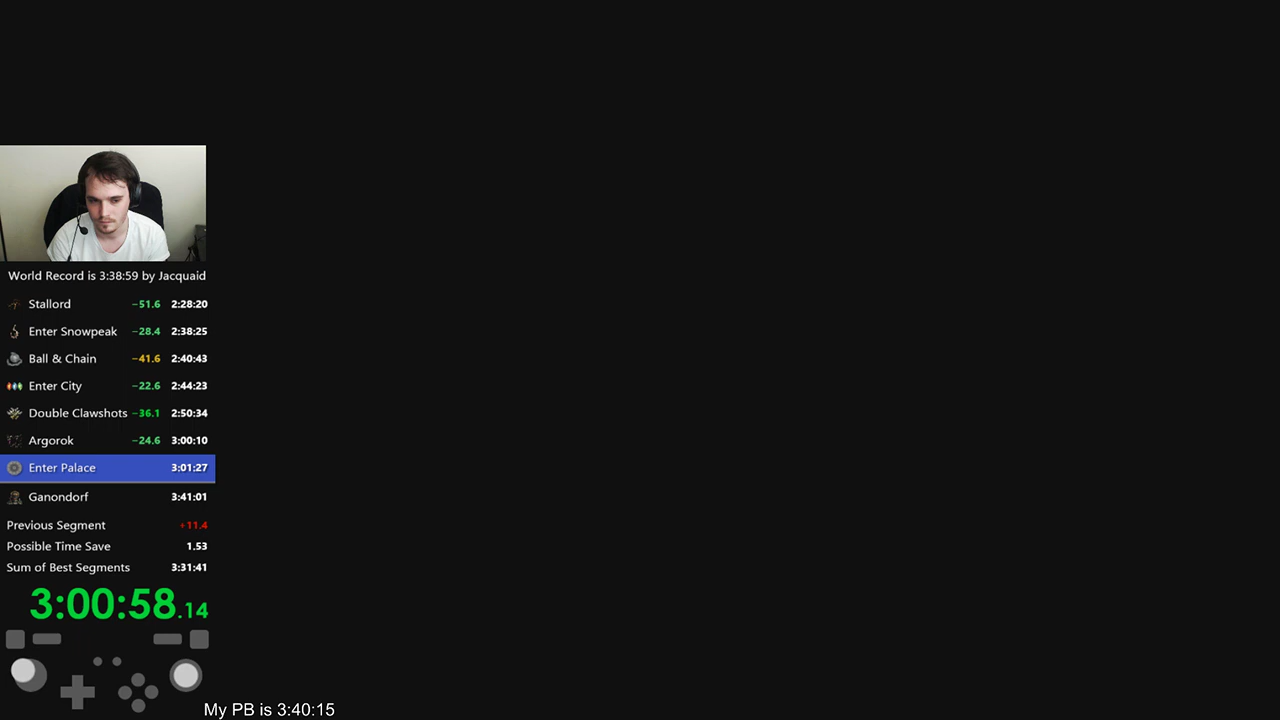 World Record is 3:38:59 by Jacquaid
Stallord −51.6 2:28:20
Enter Snowpeak −28.4 2:38:25
Ball & Chain −41.6 2:40:43
Enter City −22.6 2:44:23
Double Clawshots −36.1 2:50:34
Argorok −24.6 3:00:10
Enter Palace 3:01:27
Ganondorf 3:41:01
Previous Segment +11.4
Possible Time Save 1.53
Sum of Best Segments 3:31:41
3:00:58.14
My PB is 3:40:15